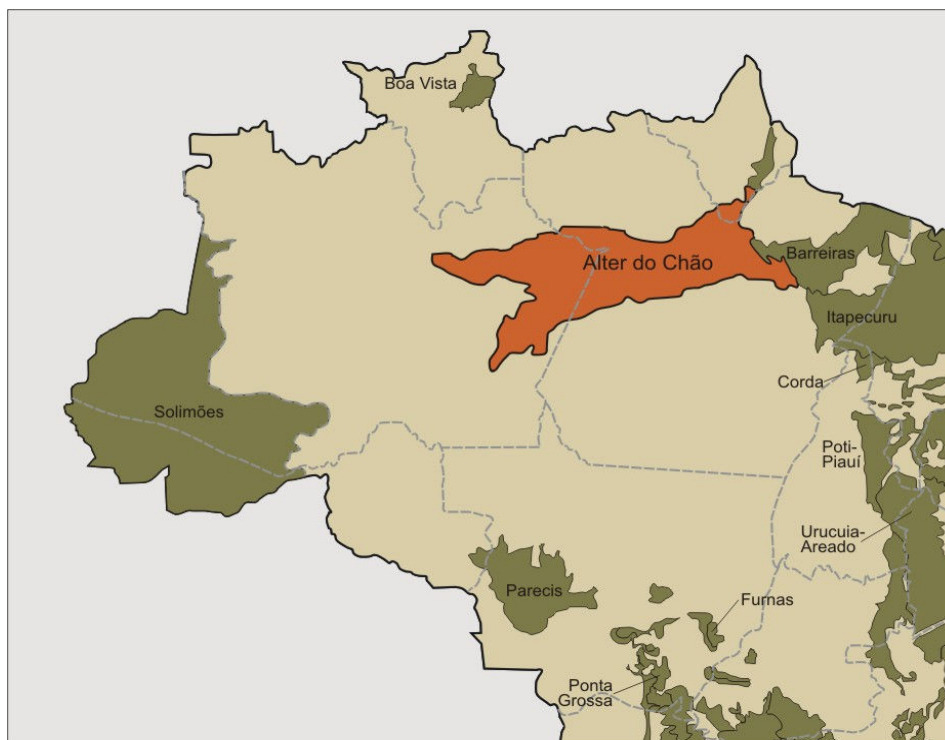 Boa Vista
Alter do Chão
Barreiras
Itapecuru
Corda
Solimões
Poti-
Piauí
Urucuia-
Areado
Parecis
Furnas
Ponta
Grossa